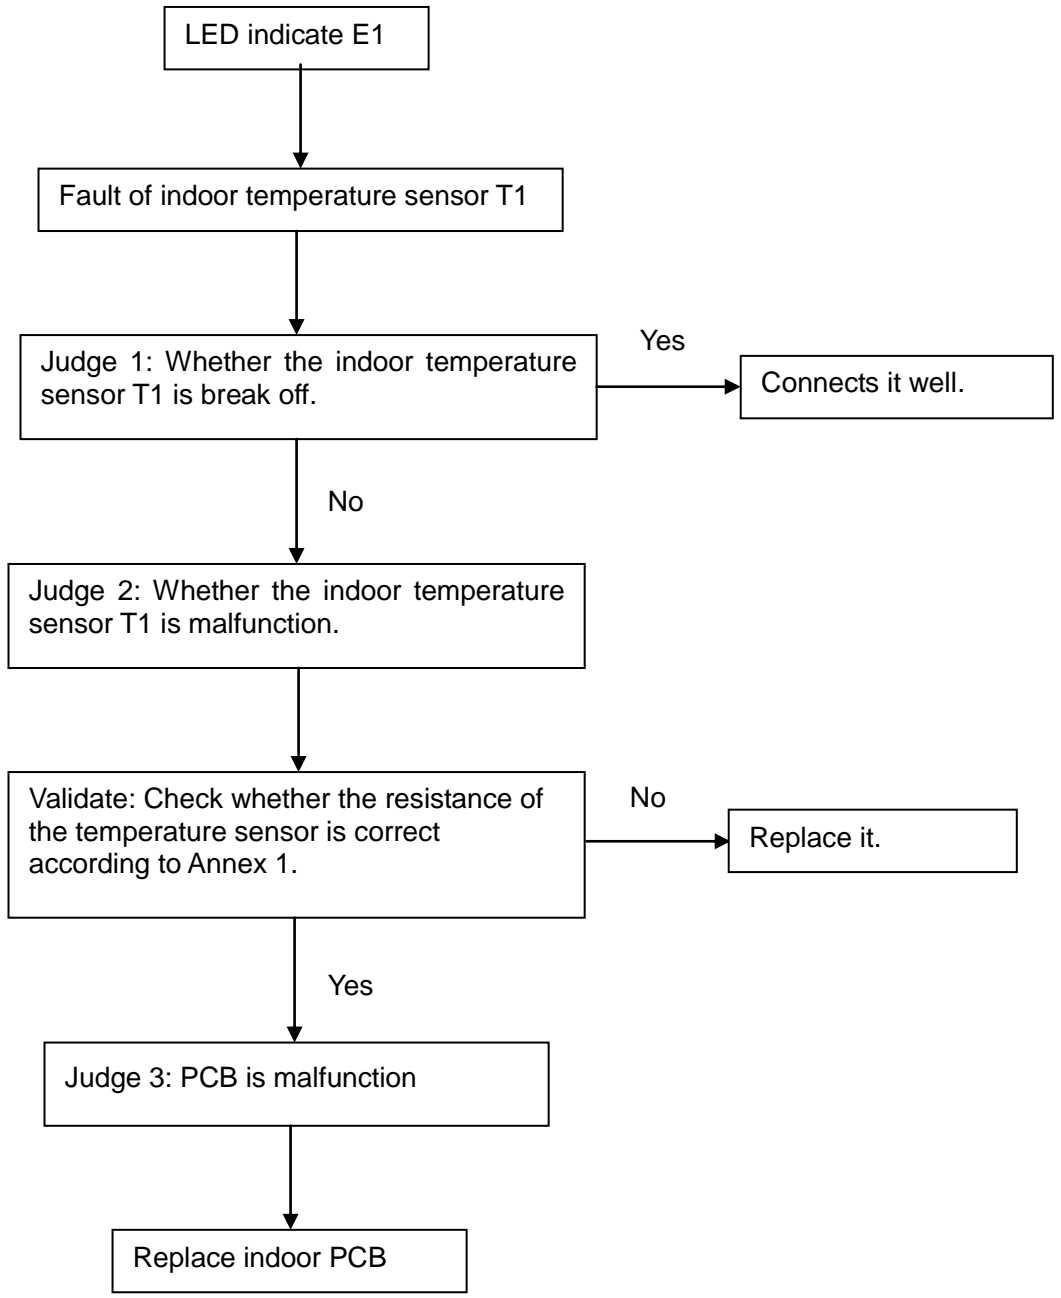 LED indicate E1
Fault of indoor temperature sensor T1
Judge 1: Whether the indoor temperature
sensor T1 is break off.
Yes
Connects it well.
No
Judge 2: Whether the indoor temperature
sensor T1 is malfunction.
Validate: Check whether the resistance of
the temperature sensor is correct
according to Annex 1.
No
Replace it.
Yes
Judge 3: PCB is malfunction
Replace indoor PCB